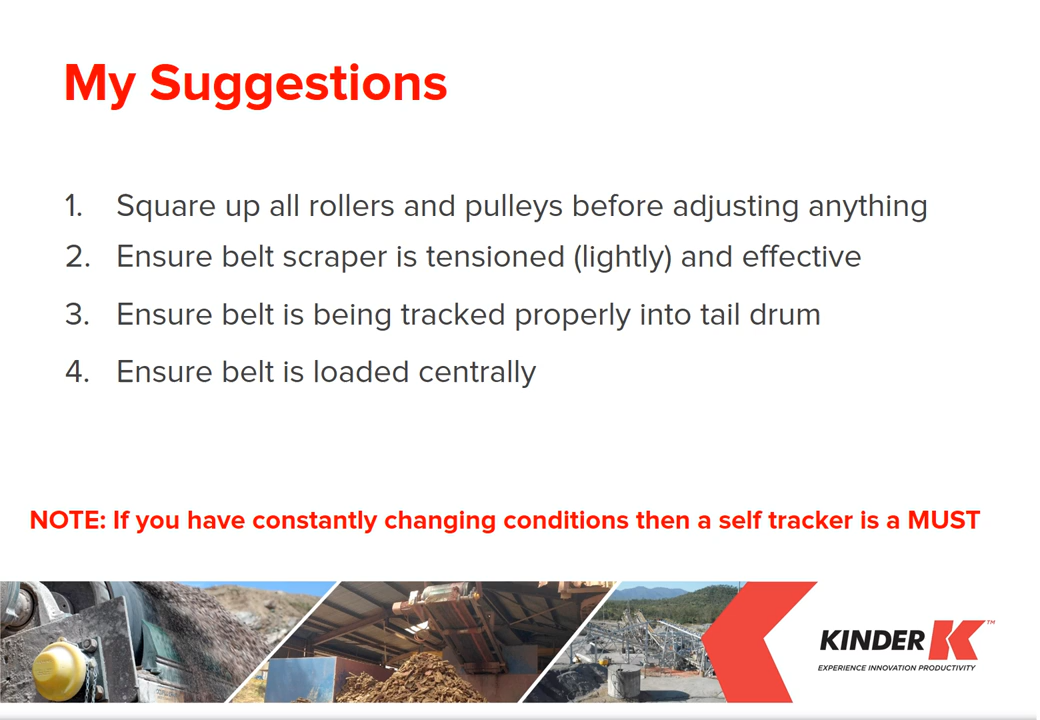 My Suggestions
1. Square up all rollers and pulleys before adjusting anything
2. Ensure belt scraper is tensioned (lightly) and effective
3. Ensure belt is being tracked properly into tail drum
4. Ensure belt is loaded centrally
NOTE: If you have constantly changing conditions then a self tracker is a MUST
KINDER K™
EXPERIENCE INNOVATION PRODUCTIVITY